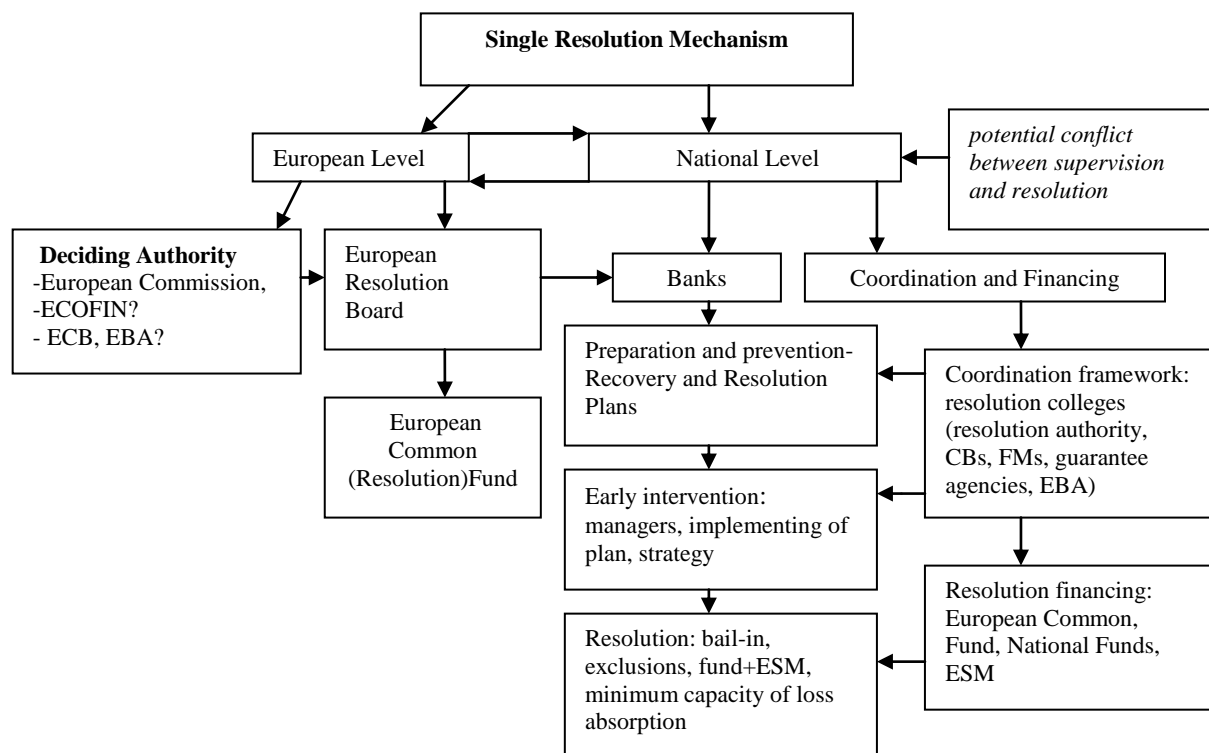 Single Resolution Mechanism
European Level
National Level
potential conflict
between supervision
and resolution
Deciding Authority
-European Commission,
-ECOFIN?
- ECB, EBA?
European
Resolution
Board
Banks
Coordination and Financing
Preparation and prevention-
Recovery and Resolution
Plans
Coordination framework:
resolution colleges
(resolution authority,
CBs, FMs, guarantee
agencies, EBA)
European
Common
(Resolution)Fund
Early intervention:
managers, implementing of
plan, strategy
Resolution financing:
European Common,
Fund, National Funds,
ESM
Resolution: bail-in,
exclusions, fund+ESM,
minimum capacity of loss
absorption